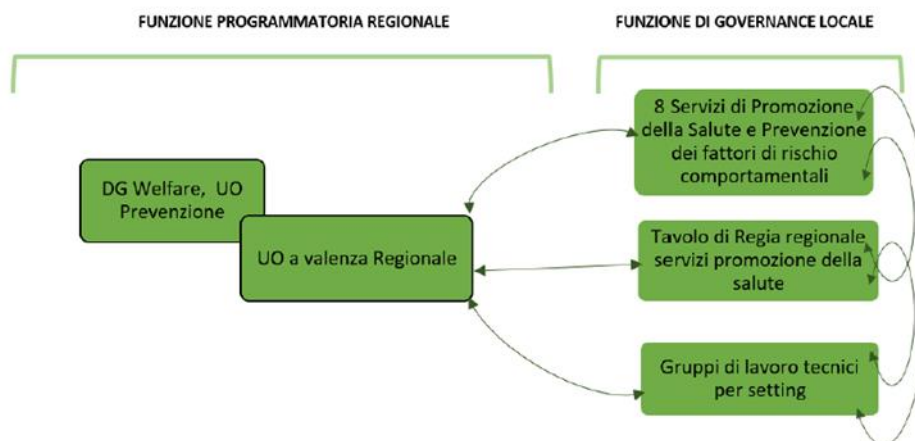 FUNZIONE PROGRAMMATORIA REGIONALE
FUNZIONE DI GOVERNANCE LOCALE
DG Welfare, UO
Prevenzione
UO a valenza Regionale
8 Servizi di Promozione
della Salute e Prevenzione
dei fattori di rischio
comportamentali
Tavolo di Regia regionale
servizi promozione della
salute
Gruppi di lavoro tecnici
per setting